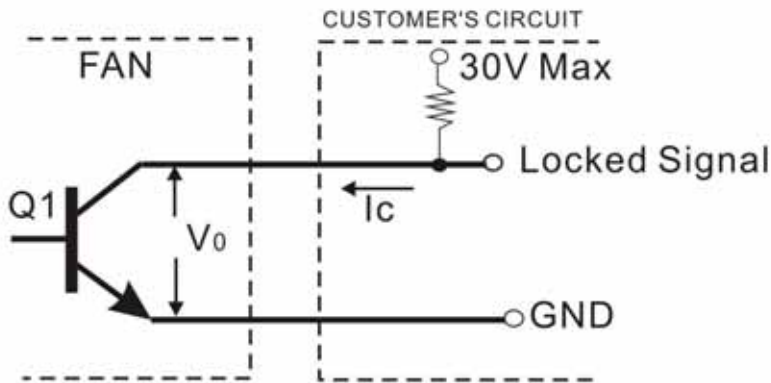 CUSTOMER'S CIRCUIT
FAN
30V Max
Locked Signal
Ic
Q1
V0
GND